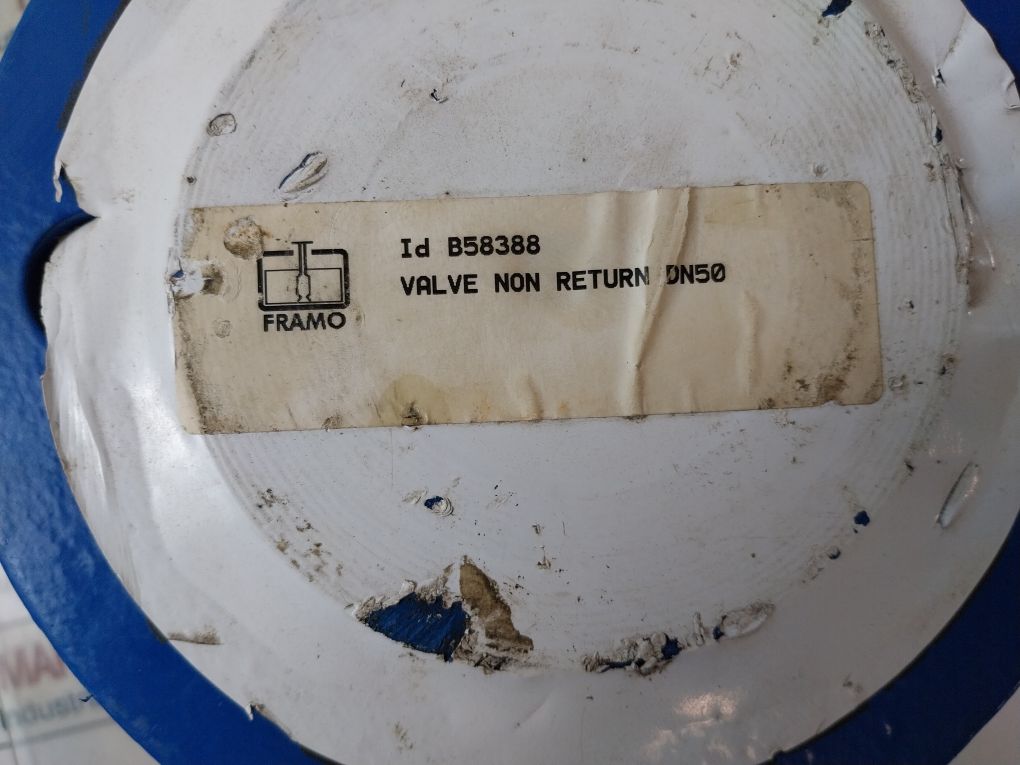 Id B58388
VALVE NON RETURN DN50
FRAMO